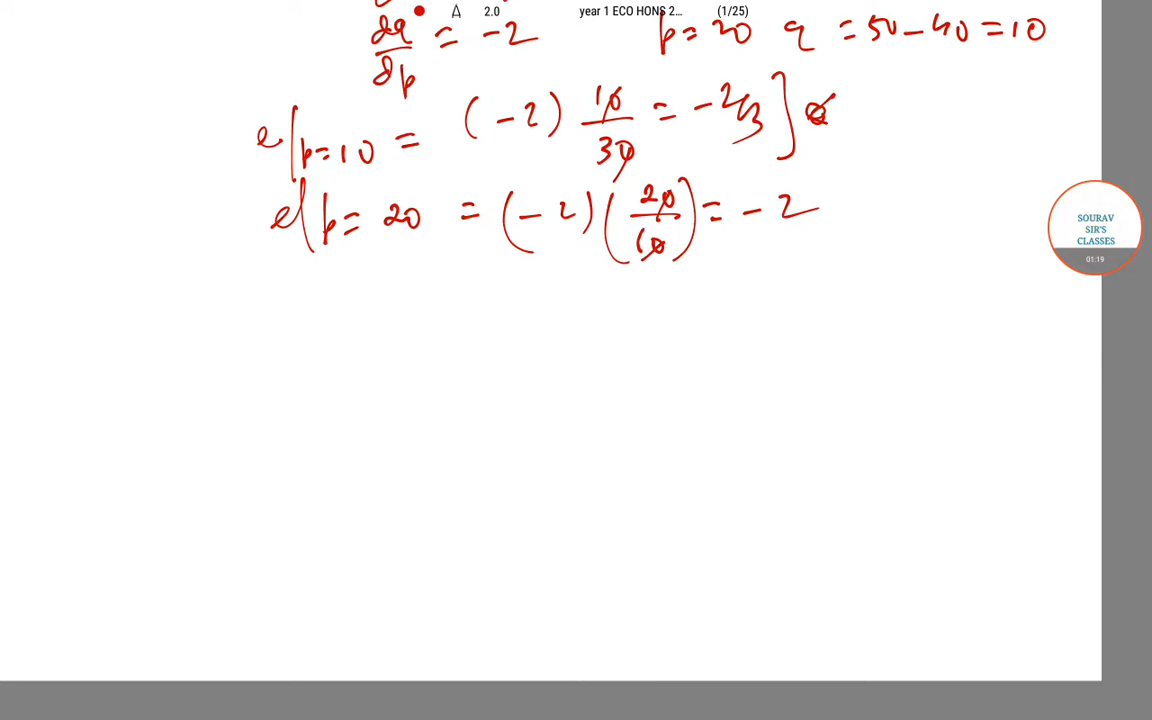 2.0 year 1 ECO HONS 2... (1/25)
dq/dp = -2 p = 20 q = 50 - 40 = 10
e|p=10 = (-2) 10/30 = -2/3]
e|p = 20 = (-2)(20/10) = -2
SOURAV
SIR'S
CLASSES
01:19